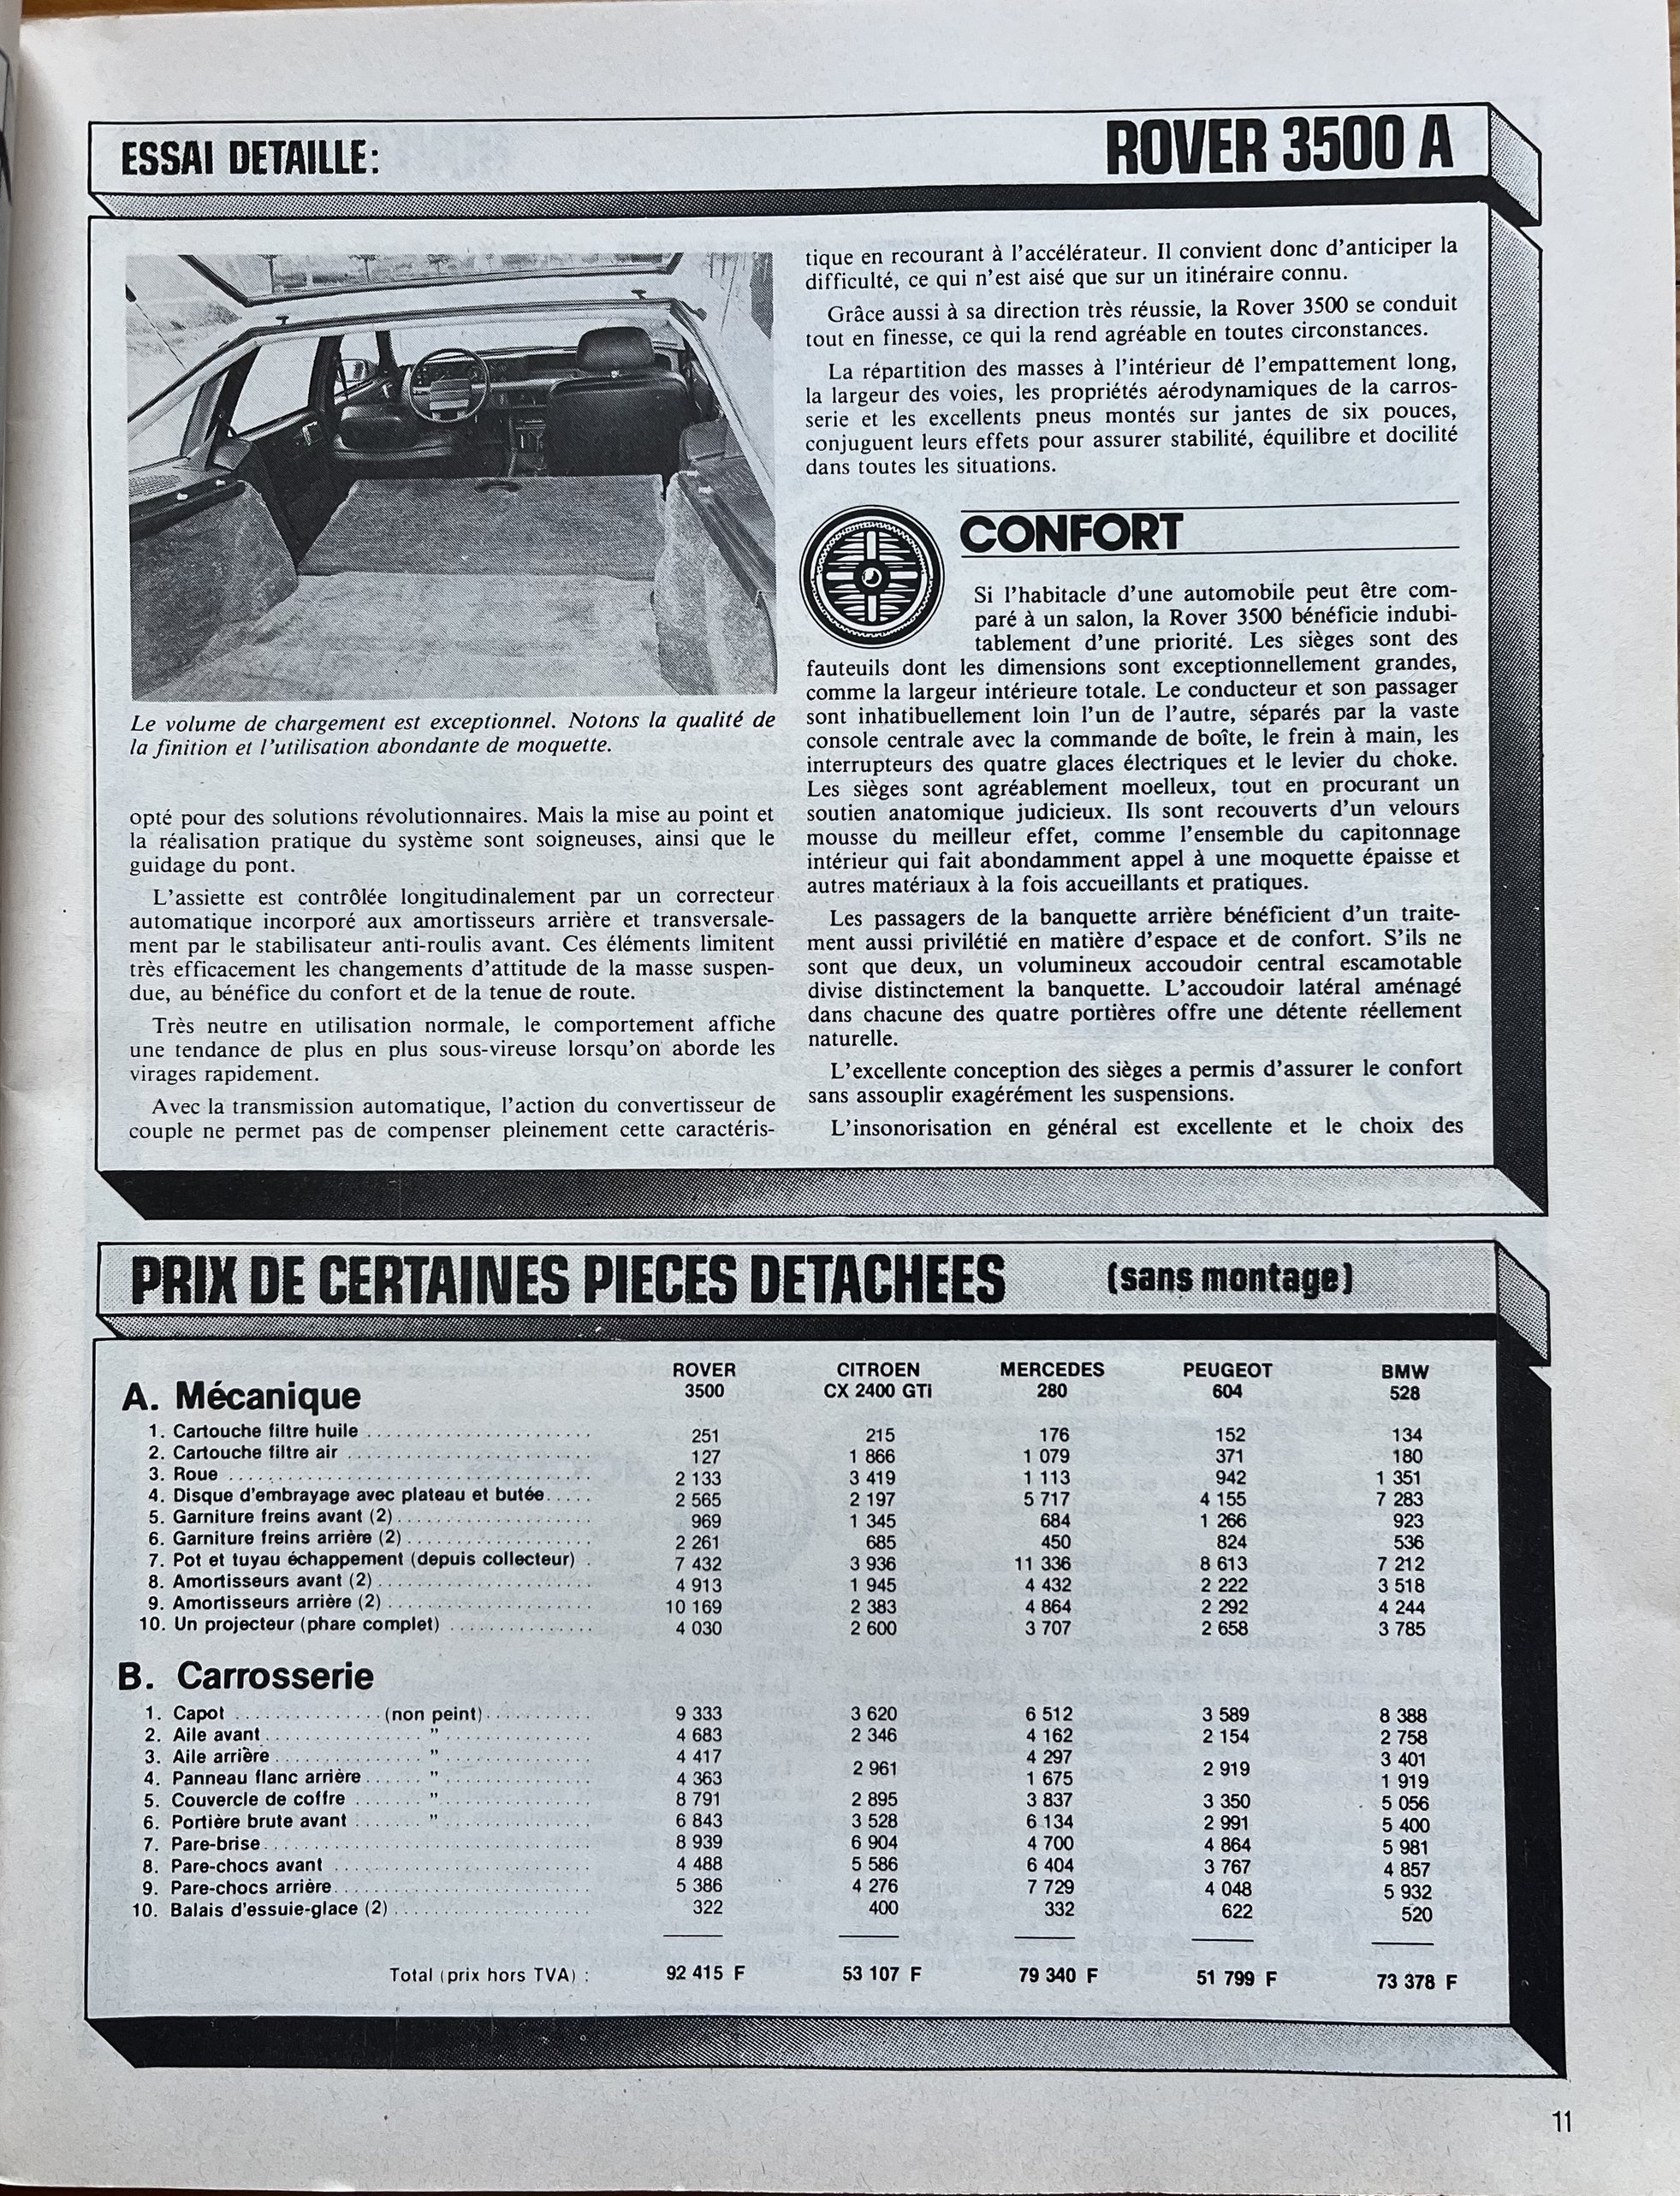 ESSAI DETAILLE:
ROVER 3500 A
Le volume de chargement est exceptionnel. Notons la qualité de
la finition et l'utilisation abondante de moquette.
opté pour des solutions révolutionnaires. Mais la mise au point et
la réalisation pratique du système sont soigneuses, ainsi que le
guidage du pont.
L'assiette est contrôlée longitudinalement par un correcteur
automatique incorporé aux amortisseurs arrière et transversale-
ment par le stabilisateur anti-roulis avant. Ces éléments limitent
très efficacement les changements d'attitude de la masse suspen-
due, au bénéfice du confort et de la tenue de route.
Très neutre en utilisation normale, le comportement affiche
une tendance de plus en plus sous-vireuse lorsqu'on aborde les
virages rapidement.
Avec la transmission automatique, l'action du convertisseur de
couple ne permet pas de compenser pleinement cette caractéris-
tique en recourant à l'accélérateur. Il convient donc d'anticiper la
difficulté, ce qui n'est aisé que sur un itinéraire connu.
Grâce aussi à sa direction très réussie, la Rover 3500 se conduit
tout en finesse, ce qui la rend agréable en toutes circonstances.
La répartition des masses à l'intérieur dé l'empattement long,
la largeur des voies, les propriétés aérodynamiques de la carros-
serie et les excellents pneus montés sur jantes de six pouces,
conjuguent leurs effets pour assurer stabilité, équilibre et docilité
dans toutes les situations.
CONFORT
Si l'habitacle d'une automobile peut être com-
paré à un salon, la Rover 3500 bénéficie indubi-
tablement d'une priorité. Les sièges sont des
fauteuils dont les dimensions sont exceptionnellement grandes,
comme la largeur intérieure totale. Le conducteur et son passager
sont inhatibuellement loin l'un de l'autre, séparés par la vaste
console centrale avec la commande de boîte, le frein à main, les
interrupteurs des quatre glaces électriques et le levier du choke.
Les sièges sont agréablement moelleux, tout en procurant un
soutien anatomique judicieux. Ils sont recouverts d'un velours
mousse du meilleur effet, comme l'ensemble du capitonnage
intérieur qui fait abondamment appel à une moquette épaisse et
autres matériaux à la fois accueillants et pratiques.
Les passagers de la banquette arrière bénéficient d'un traite-
ment aussi privilétié en matière d'espace et de confort. S'ils ne
sont que deux, un volumineux accoudoir central escamotable
divise distinctement la banquette. L'accoudoir latéral aménagé
dans chacune des quatre portières offre une détente réellement
naturelle.
L'excellente conception des sièges a permis d'assurer le confort
sans assouplir exagérément les suspensions.
L'insonorisation en général est excellente et le choix des
PRIX DE CERTAINES PIECES DETACHEES (sans montage)
ROVER CITROEN MERCEDES PEUGEOT BMW
A. Mécanique 3500 CX 2400 GTi 280 604 528
1. Cartouche filtre huile 251 215 176 152 134
2. Cartouche filtre air 127 1 866 1 079 371 180
3. Roue 2 133 3 419 1 113 942 1 351
4. Disque d'embrayage avec plateau et butée 2 565 2 197 5 717 4 155 7 283
5. Garniture freins avant (2) 969 1 345 684 1 266 923
6. Garniture freins arrière (2) 2 261 685 450 824 536
7. Pot et tuyau échappement (depuis collecteur) 7 432 3 936 11 336 8 613 7 212
8. Amortisseurs avant (2) 4 913 1 945 4 432 2 222 3 518
9. Amortisseurs arrière (2) 10 169 2 383 4 864 2 292 4 244
10. Un projecteur (phare complet) 4 030 2 600 3 707 2 658 3 785
B. Carrosserie
1. Capot (non peint) 9 333 3 620 6 512 3 589 8 388
2. Aile avant " 4 683 2 346 4 162 2 154 2 758
3. Aile arrière " 4 417 4 297 3 401
2 961 2 919
4. Panneau flanc arrière " 4 363 1 675 1 919
5. Couvercle de coffre " 8 791 2 895 3 837 3 350 5 056
6. Portière brute avant " 6 843 3 528 6 134 2 991 5 400
7. Pare-brise 8 939 6 904 4 700 4 864 5 981
8. Pare-chocs avant 4 488 5 586 6 404 3 767 4 857
9. Pare-chocs arrière 5 386 4 276 7 729 4 048 5 932
10. Balais d'essuie-glace (2) 322 400 332 622 520
Total (prix hors TVA) : 92 415 F 53 107 F 79 340 F 51 799 F 73 378 F
11